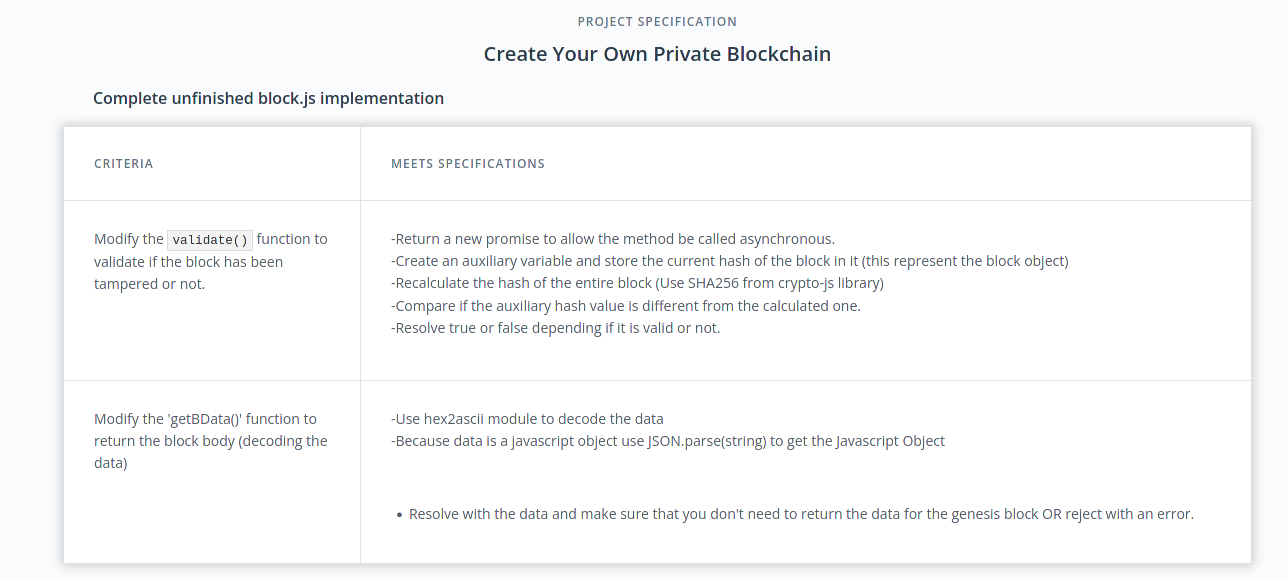 PROJECT SPECIFICATION
Create Your Own Private Blockchain
Complete unfinished block.js implementation
CRITERIA
MEETS SPECIFICATIONS
Modify the validate() function to
validate if the block has been
tampered or not.
-Return a new promise to allow the method be called asynchronous.
-Create an auxiliary variable and store the current hash of the block in it (this represent the block object)
-Recalculate the hash of the entire block (Use SHA256 from crypto-js library)
-Compare if the auxiliary hash value is different from the calculated one.
-Resolve true or false depending if it is valid or not.
Modify the 'getBData()' function to
return the block body (decoding the
data)
-Use hex2ascii module to decode the data
-Because data is a javascript object use JSON.parse(string) to get the Javascript Object
• Resolve with the data and make sure that you don't need to return the data for the genesis block OR reject with an error.